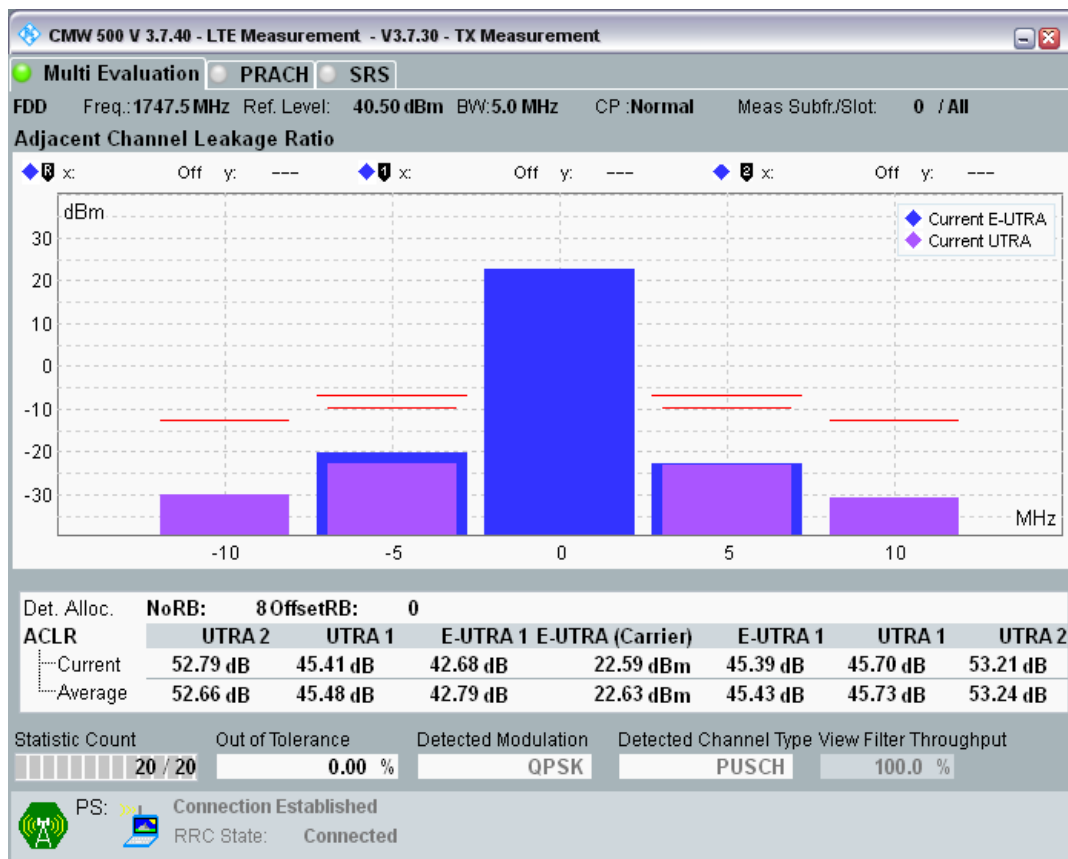 CMW 500 V 3.7.40 - LTE Measurement - V3.7.30 - TX Measurement
Multi Evaluation PRACH SRS
FDD Freq.:1747.5 MHz Ref. Level: 40.50 dBm BW:5.0 MHz CP :Normal Meas Subfr./Slot: 0 / All
Adjacent Channel Leakage Ratio
R x: Off y: --- 1 x: Off y: --- 2 x: Off y: ---
dBm
Current E-UTRA
Current UTRA
30
20
10
0
-10
-20
-30
MHz
-10 -5 0 5 10
Det. Alloc. NoRB: 8 OffsetRB: 0
ACLR UTRA 2 UTRA 1 E-UTRA 1 E-UTRA (Carrier) E-UTRA 1 UTRA 1 UTRA 2
Current 52.79 dB 45.41 dB 42.68 dB 22.59 dBm 45.39 dB 45.70 dB 53.21 dB
Average 52.66 dB 45.48 dB 42.79 dB 22.63 dBm 45.43 dB 45.73 dB 53.24 dB
Statistic Count Out of Tolerance Detected Modulation Detected Channel Type View Filter Throughput
20 / 20 0.00 % QPSK PUSCH 100.0 %
PS: Connection Established
RRC State: Connected